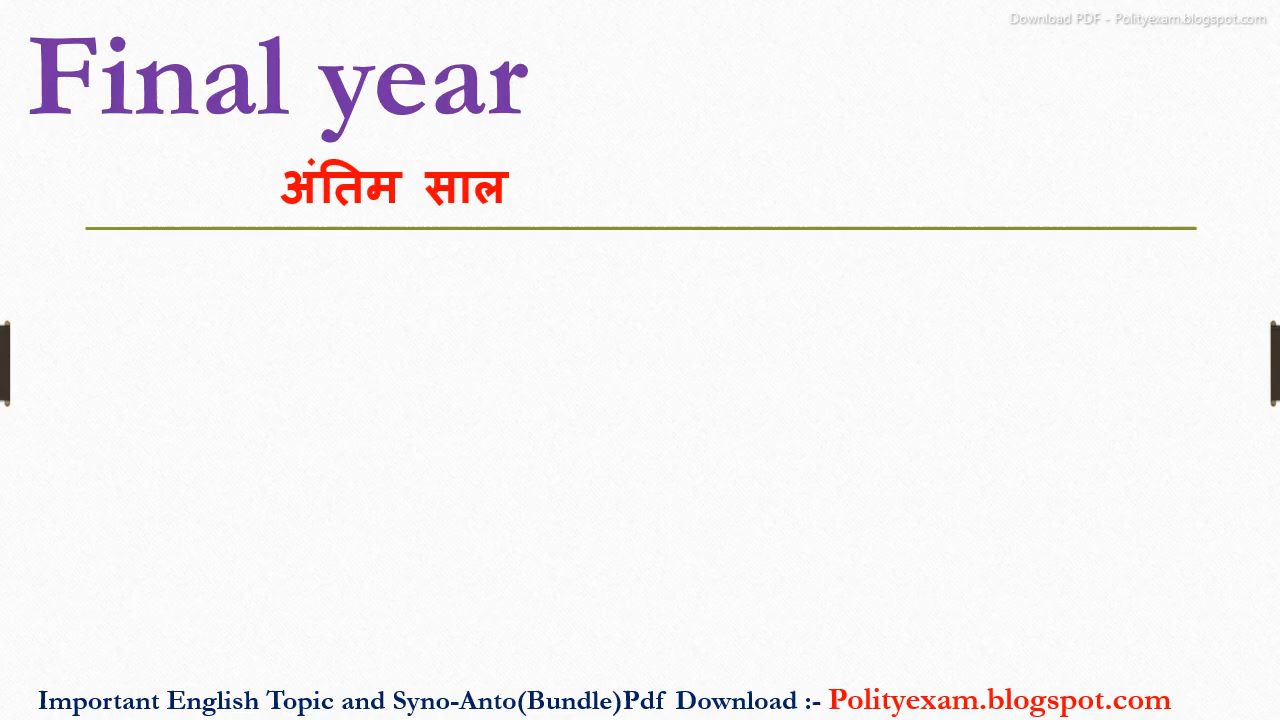 Download PDF - Polityexam.blogspot.com
Final year
अंतिम साल
Important English Topic and Syno-Anto(Bundle)Pdf Download :- Polityexam.blogspot.com